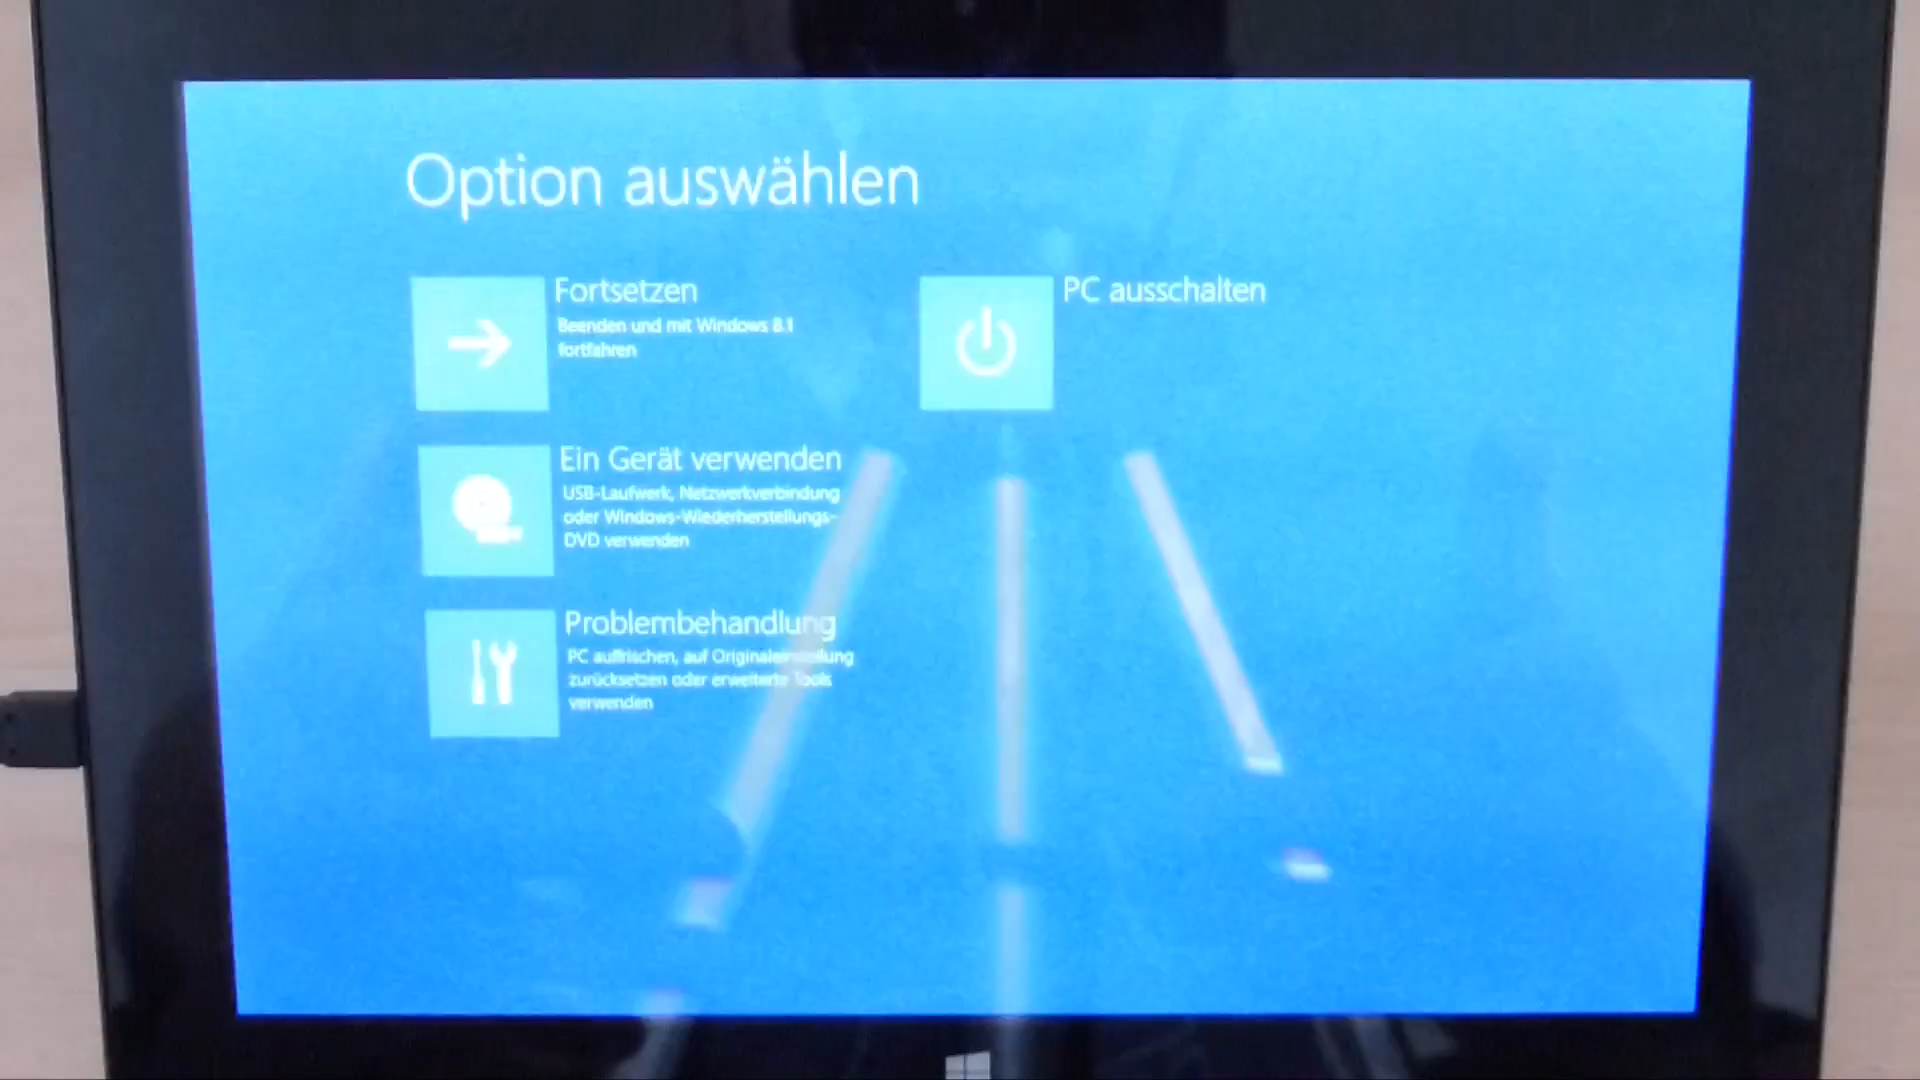 Option auswählen
Fortsetzen
Beenden und mit Windows 8.1
fortfahren
PC ausschalten
Ein Gerät verwenden
USB-Laufwerk, Netzwerkverbindung
oder Windows-Wiederherstellungs-
DVD verwenden
Problembehandlung
PC auffrischen, auf Originaleinstellung
zurücksetzen oder erweiterte Tools
verwenden